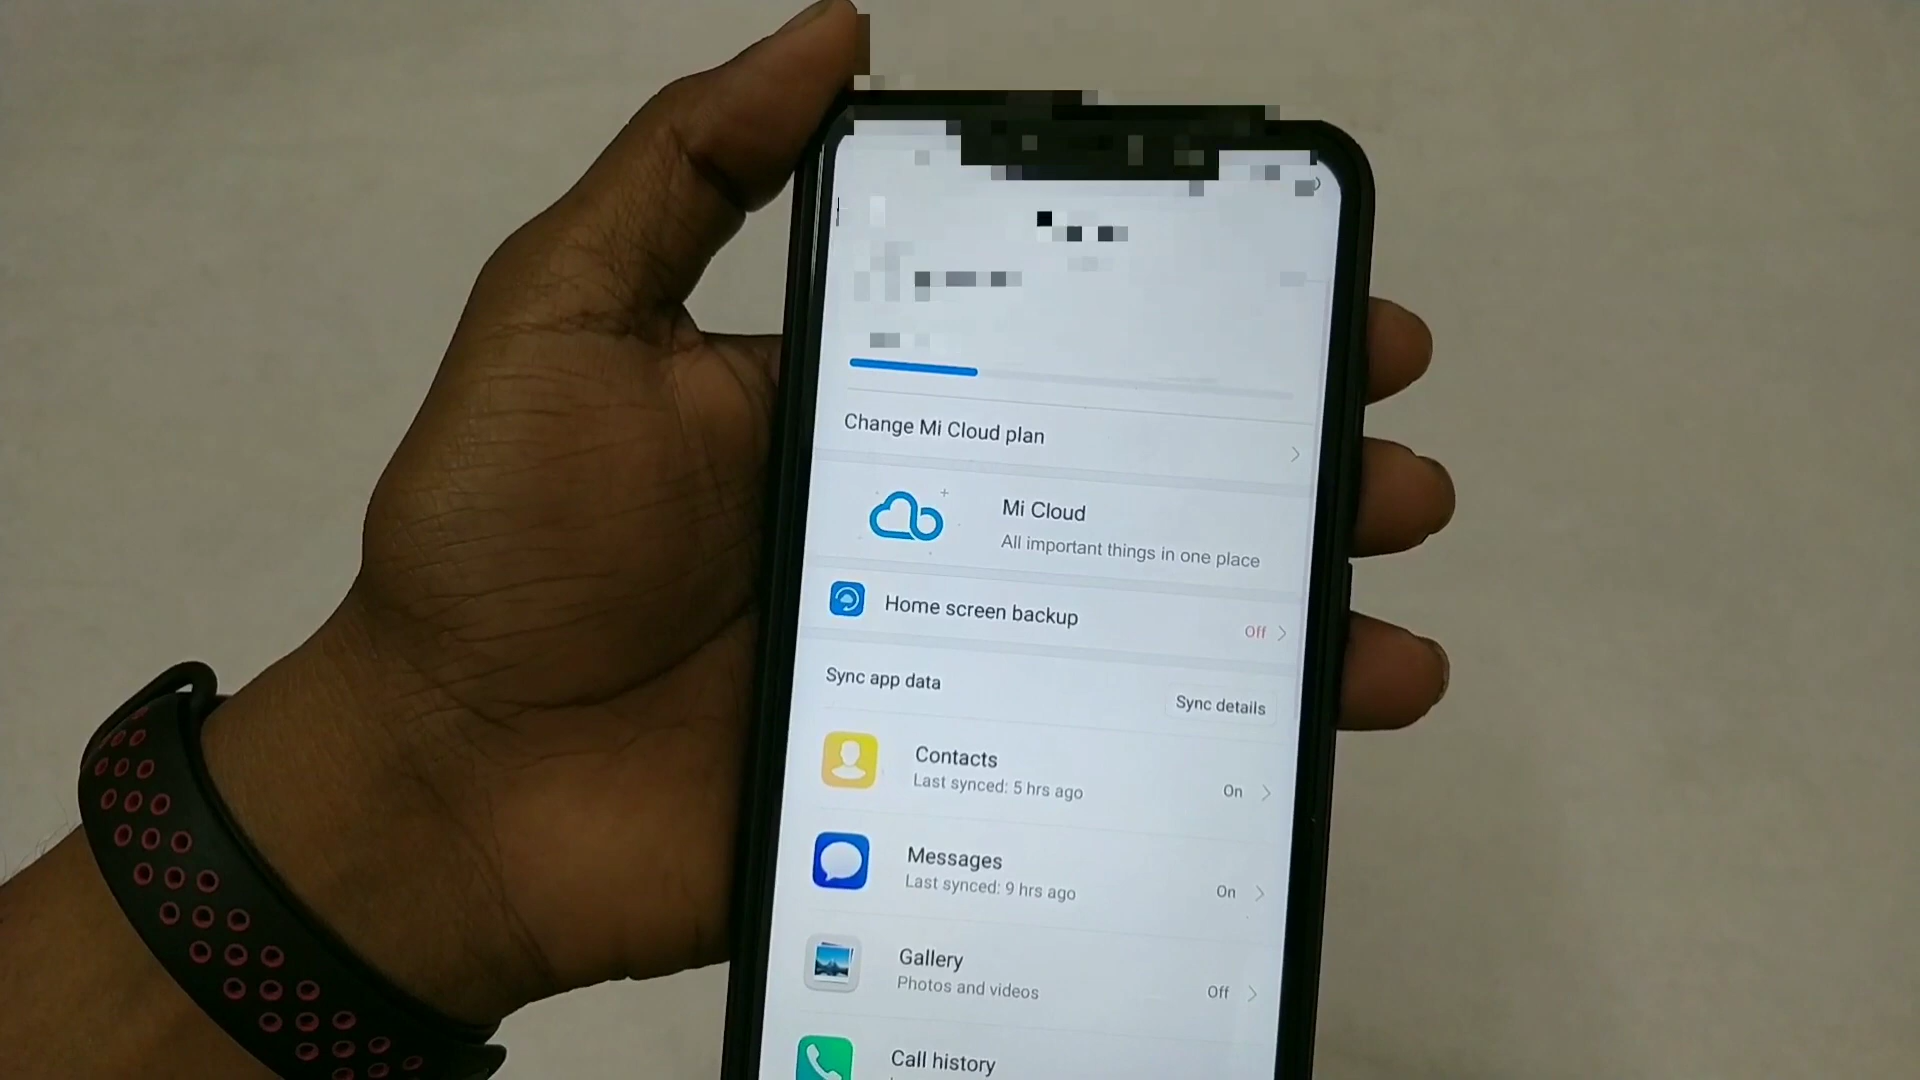 Change Mi Cloud plan
Mi Cloud
All important things in one place
Home screen backup
Off
Sync app data
Sync details
Contacts
Last synced: 5 hrs ago
On
Messages
Last synced: 9 hrs ago
On
Gallery
Photos and videos
Off
Call history